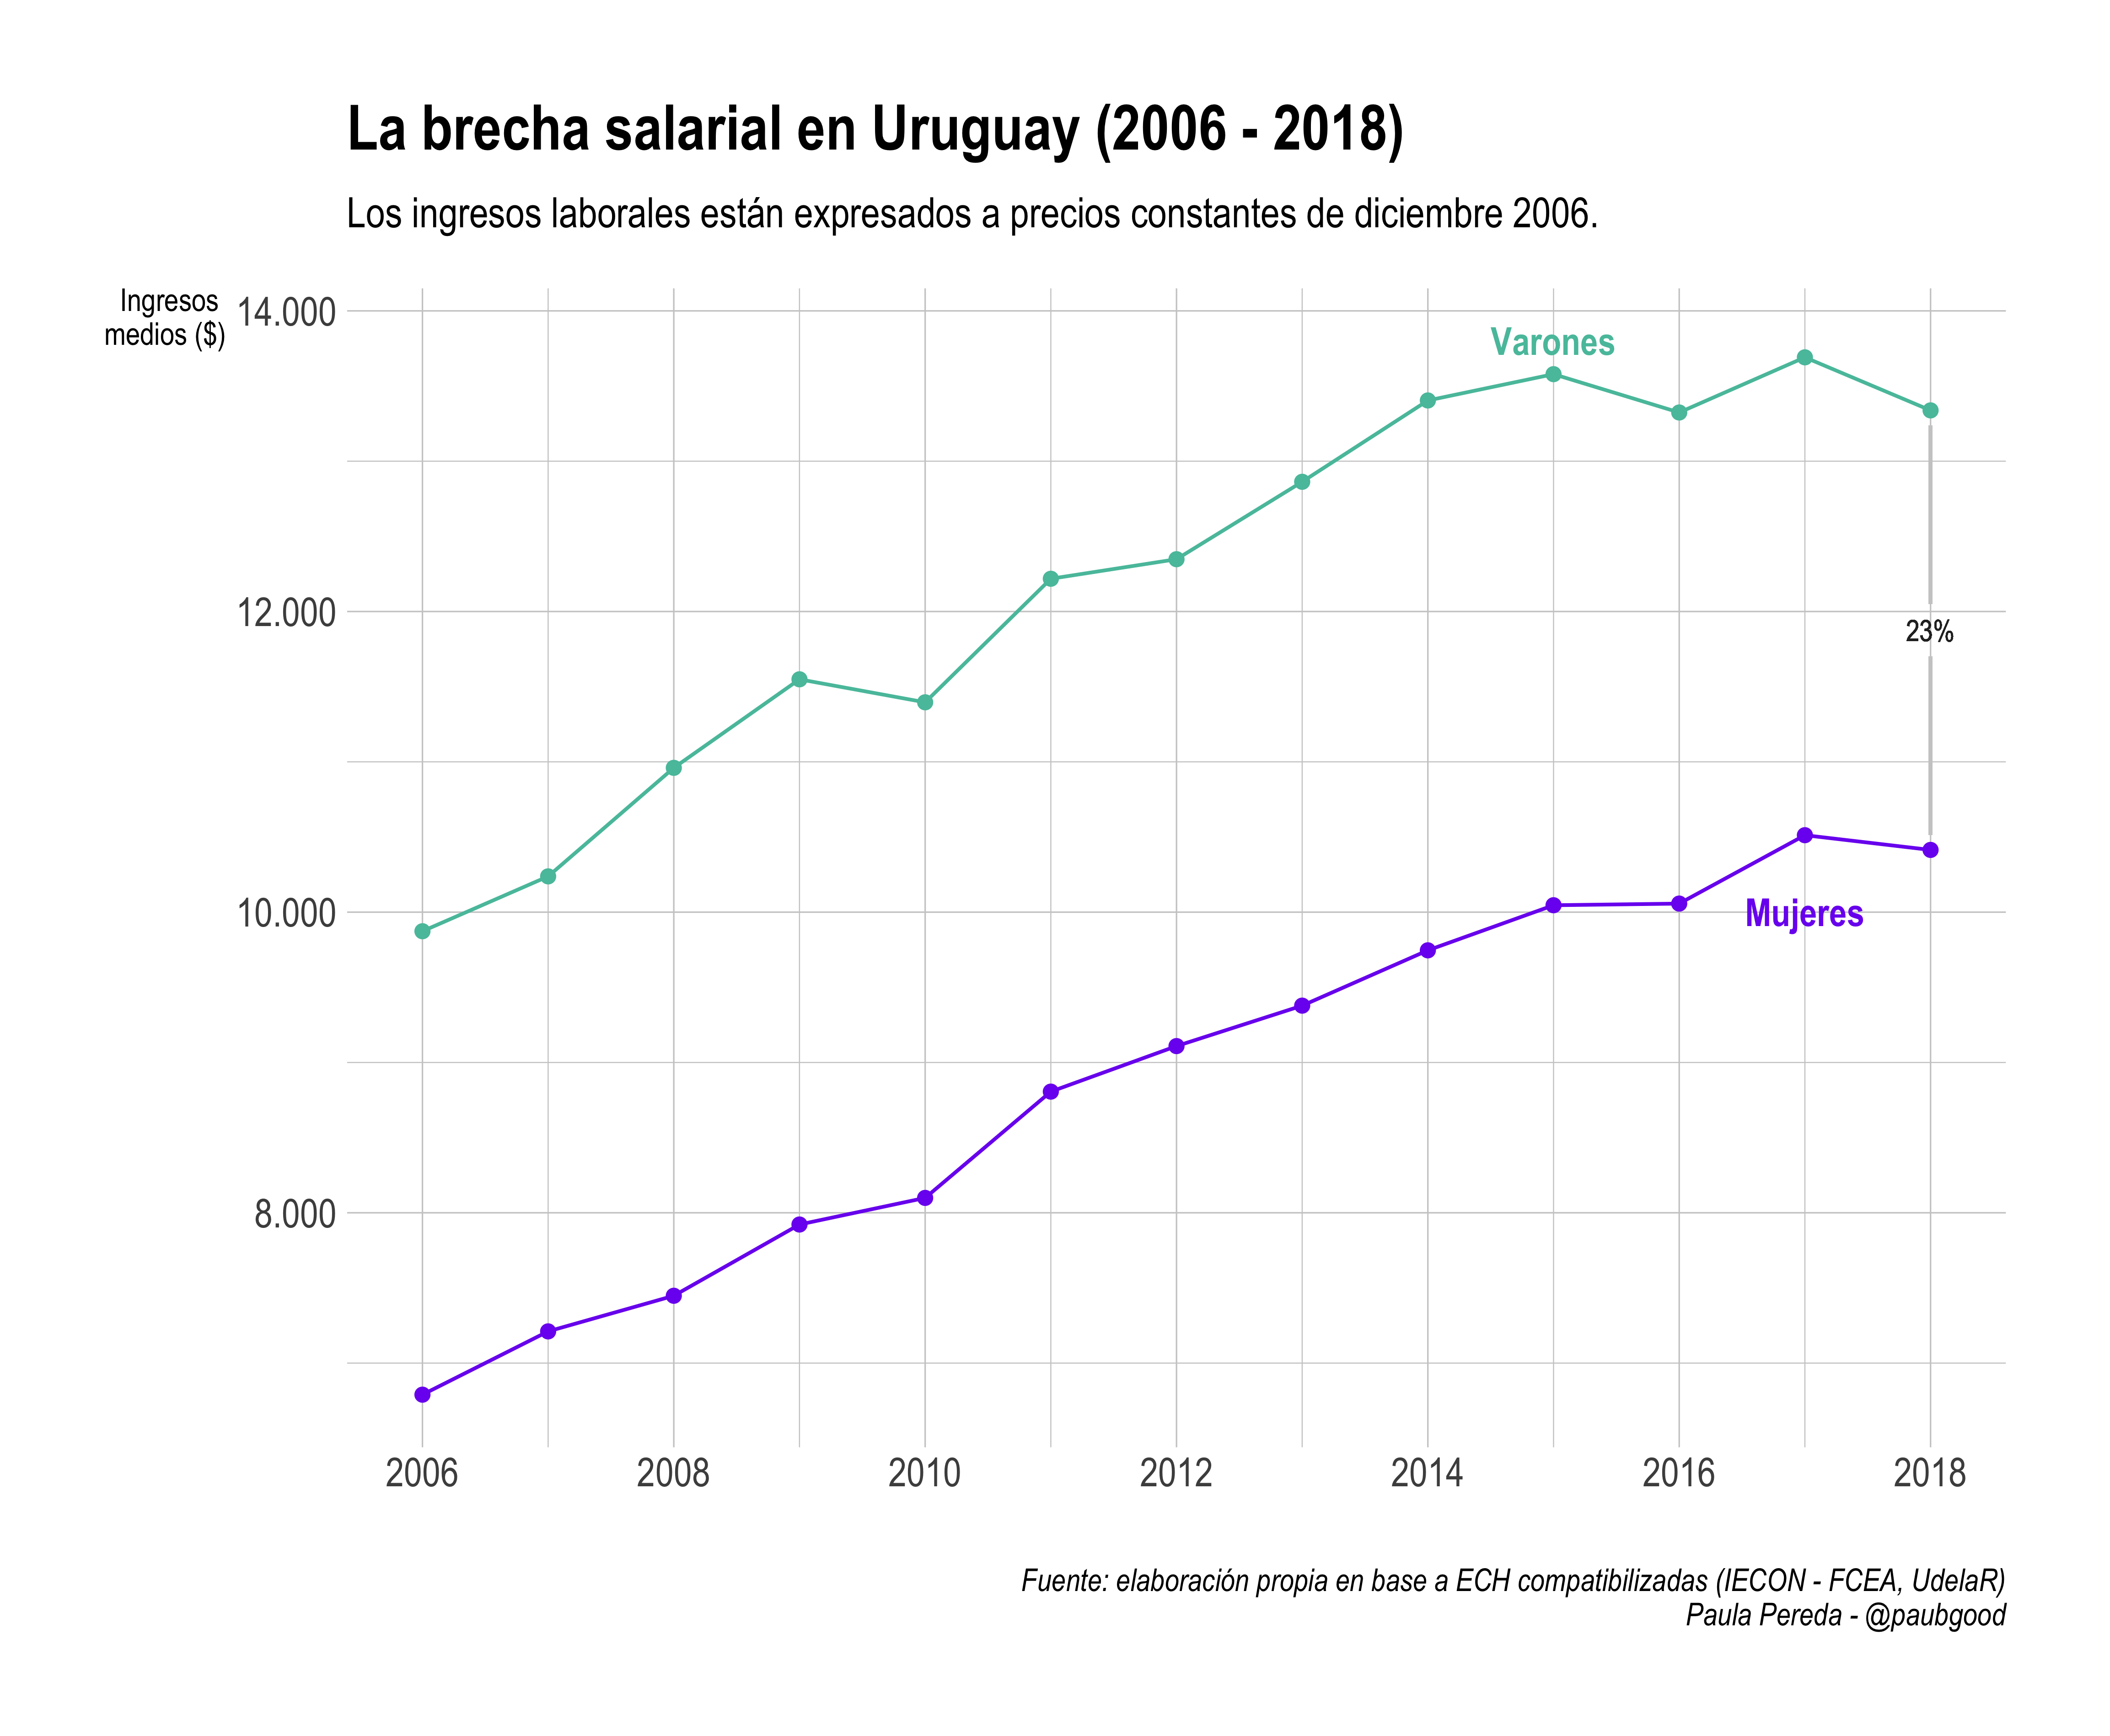 La brecha salarial en Uruguay (2006 - 2018)
Los ingresos laborales están expresados a precios constantes de diciembre 2006.
Ingresos
medios ($)
14.000
12.000
10.000
8.000
Varones
23%
Mujeres
2006 2008 2010 2012 2014 2016 2018
Fuente: elaboración propia en base a ECH compatibilizadas (IECON - FCEA, UdelaR)
Paula Pereda - @paubgood